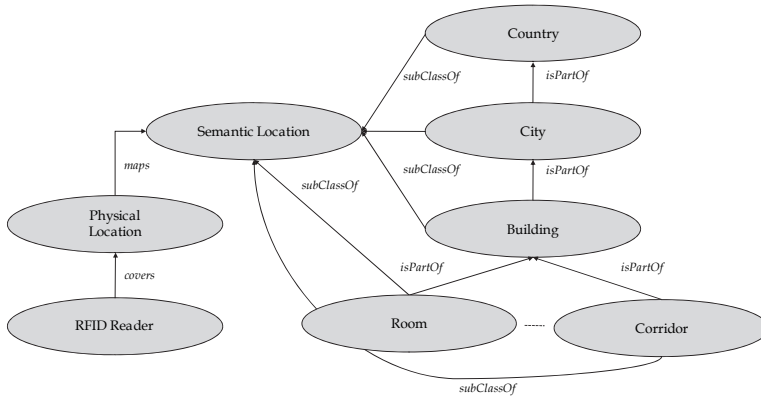 Country
subClassOf
isPartOf
Semantic Location
City
maps
subClassOf
isPartOf
subClassOf
Physical
Location
Building
covers
isPartOf
isPartOf
RFID Reader
Room
Corridor
subClassOf